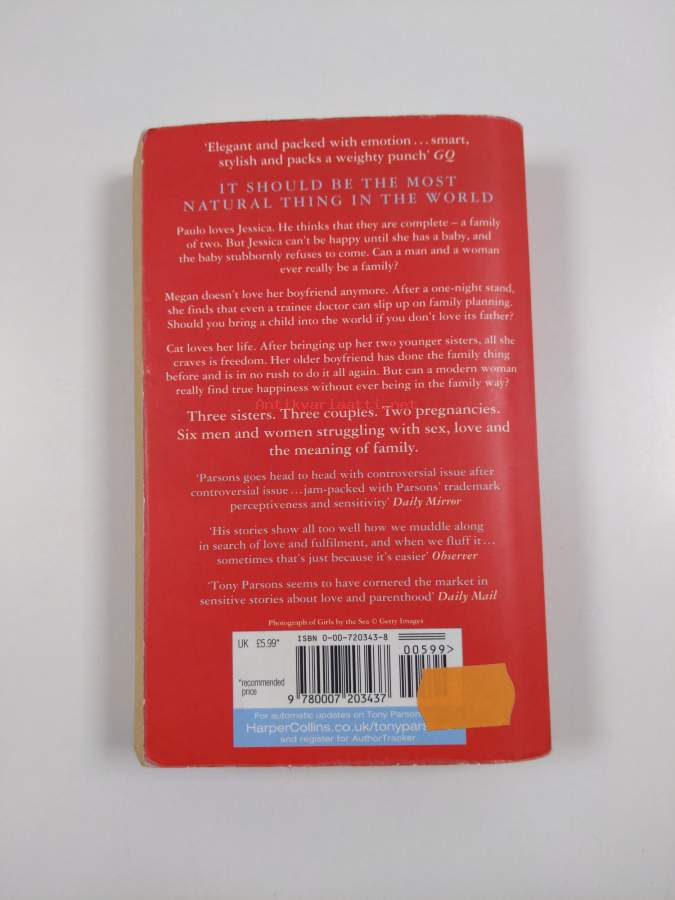 ‘Elegant and packed with emotion...smart,
stylish and packs a weighty punch’ GQ
IT SHOULD BE THE MOST
NATURAL THING IN THE WORLD
Paulo loves Jessica. He thinks that they are complete – a family
of two. But Jessica can't be happy until she has a baby, and
the baby stubbornly refuses to come. Can a man and a woman
ever really be a family?
Megan doesn't love her boyfriend anymore. After a one-night stand,
she finds that even a trainee doctor can slip up on family planning.
Should you bring a child into the world if you don't love its father?
Cat loves her life. After bringing up her two younger sisters, all she
craves is freedom. Her older boyfriend has done the family thing
before and is in no rush to do it all again. But can a modern woman
really find true happiness without ever being in the family way?
Antikvariaatti.net
Three sisters. Three couples. Two pregnancies.
Six men and women struggling with sex, love and
the meaning of family.
‘Parsons goes head to head with controversial issue after
controversial issue...jam-packed with Parsons' trademark
perceptiveness and sensitivity’ Daily Mirror
‘His stories show all too well how we muddle along
in search of love and fulfilment, and when we fluff it...
sometimes that's just because it's easier’ Observer
‘Tony Parsons seems to have cornered the market in
sensitive stories about love and parenthood’ Daily Mail
Photograph of Girls by the Sea © Getty Images
UK £5.99*
ISBN 0-00-720343-8
00599>
*recommended
price
9 780007 203437
For automatic updates on Tony Parson
HarperCollins.co.uk/tonypars
and register for AuthorTracker